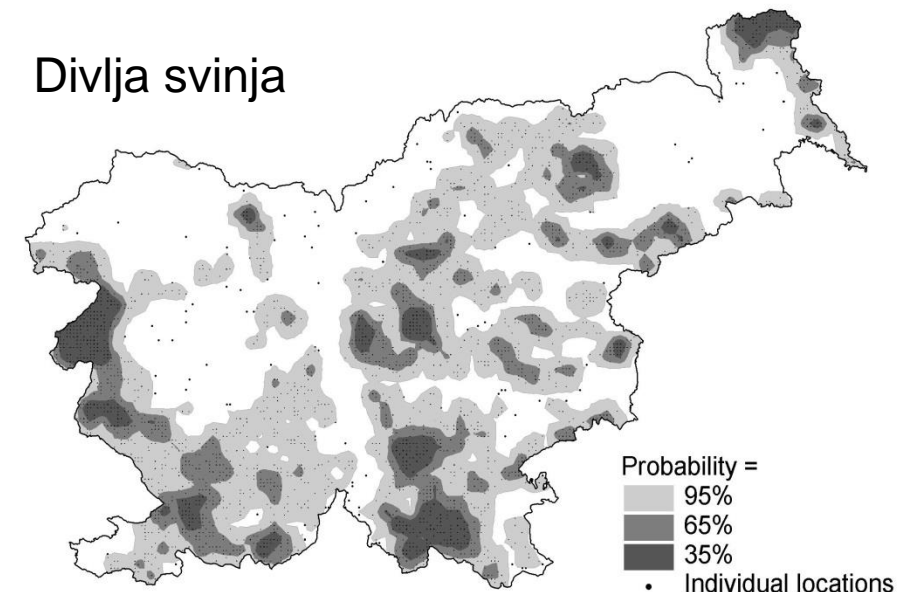 Divlja svinja
Probability =
95%
65%
35%
Individual locations